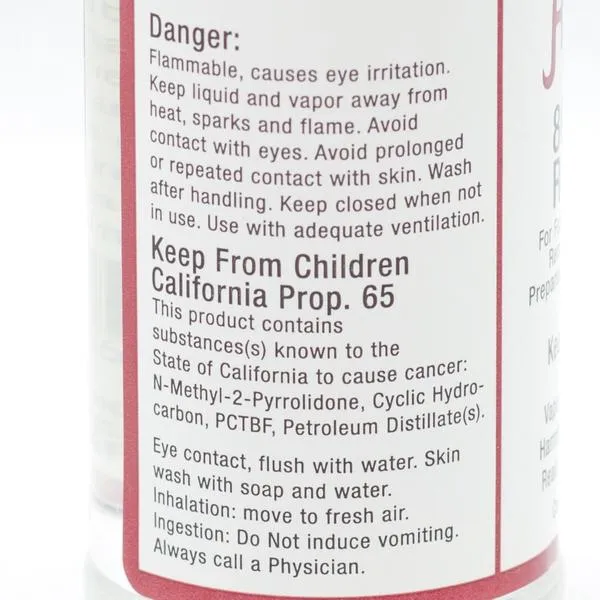 Danger:
Flammable, causes eye irritation.
Keep liquid and vapor away from
heat, sparks and flame. Avoid
contact with eyes. Avoid prolonged
or repeated contact with skin. Wash
after handling. Keep closed when not
in use. Use with adequate ventilation.
Keep From Children
California Prop. 65
This product contains
substances(s) known to the
State of California to cause cancer:
N-Methyl-2-Pyrrolidone, Cyclic Hydro-
carbon, PCTBF, Petroleum Distillate(s).
Eye contact, flush with water. Skin
wash with soap and water.
Inhalation: move to fresh air.
Ingestion: Do Not induce vomiting.
Always call a Physician.
For